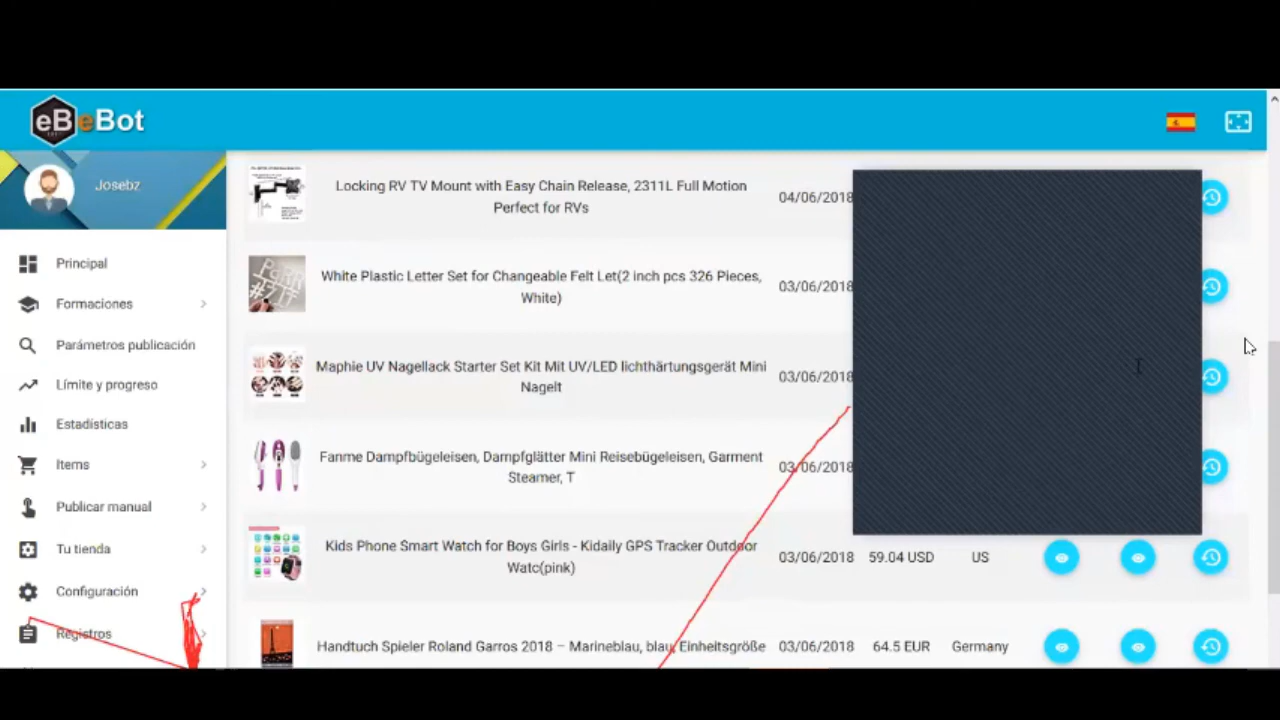 eB eBot
Josebz
Principal
Formaciones
Parámetros publicación
Límite y progreso
Estadísticas
Items
Publicar manual
Tu tienda
Configuración
Registros
Locking RV TV Mount with Easy Chain Release, 2311L Full Motion
Perfect for RVs
04/06/2018
White Plastic Letter Set for Changeable Felt Let(2 inch pcs 326 Pieces,
White)
03/06/2018
Maphie UV Nagellack Starter Set Kit Mit UV/LED lichthärtungsgerät Mini
Nagelt
03/06/2018
Fanme Dampfbügeleisen, Dampfglätter Mini Reisebügeleisen, Garment
Steamer, T
03/06/2018
Kids Phone Smart Watch for Boys Girls - Kidaily GPS Tracker Outdoor
Watc(pink)
03/06/2018 59.04 USD US
Handtuch Spieler Roland Garros 2018 – Marineblau, blau, Einheitsgröße 03/06/2018 64.5 EUR Germany